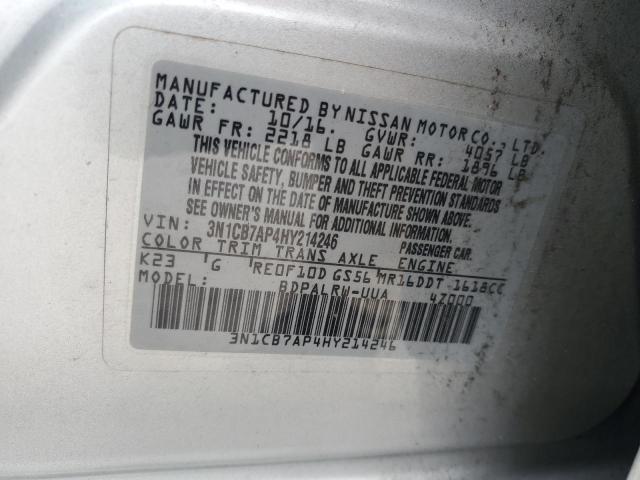 MANUFACTURED BY NISSAN MOTOR CO., LTD.
DATE: 10/16. GVWR: 4057 LB
GAWR FR: 2218 LB GAWR RR: 1896 LB
THIS VEHICLE CONFORMS TO ALL APPLICABLE FEDERAL MOTOR
VEHICLE SAFETY, BUMPER AND THEFT PREVENTION STANDARDS
IN EFFECT ON THE DATE OF MANUFACTURE SHOWN ABOVE.
SEE OWNER'S MANUAL FOR ADDITIONAL INFORMATION.
VIN: 3N1CB7AP4HY214246 PASSENGER CAR
COLOR TRIM TRANS AXLE ENGINE
K23 G RE0F10D GS56 MR16DDT 1618CC
MODEL: BDPALRW-UUA 4Z000
3N1CB7AP4HY214246